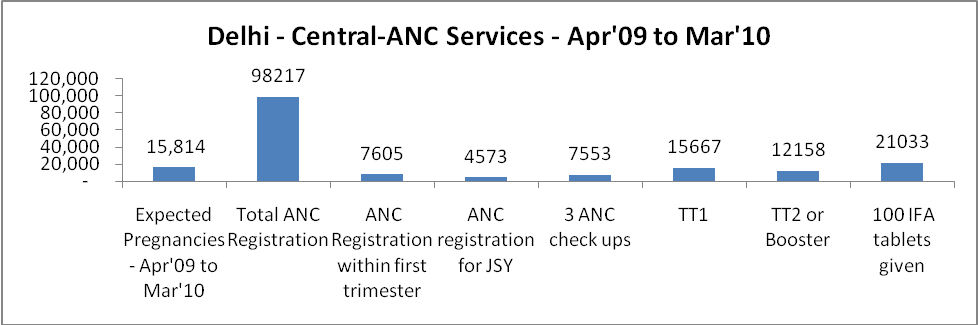 Delhi - Central-ANC Services - Apr'09 to Mar'10
120,000
100,000
80,000
60,000
40,000
20,000
-
15,814
98217
7605
4573
7553
15667
12158
21033
Expected
Pregnancies
- Apr'09 to
Mar'10
Total ANC
Registration
ANC
Registration
within first
trimester
ANC
registration
for JSY
3 ANC
check ups
TT1
TT2 or
Booster
100 IFA
tablets
given